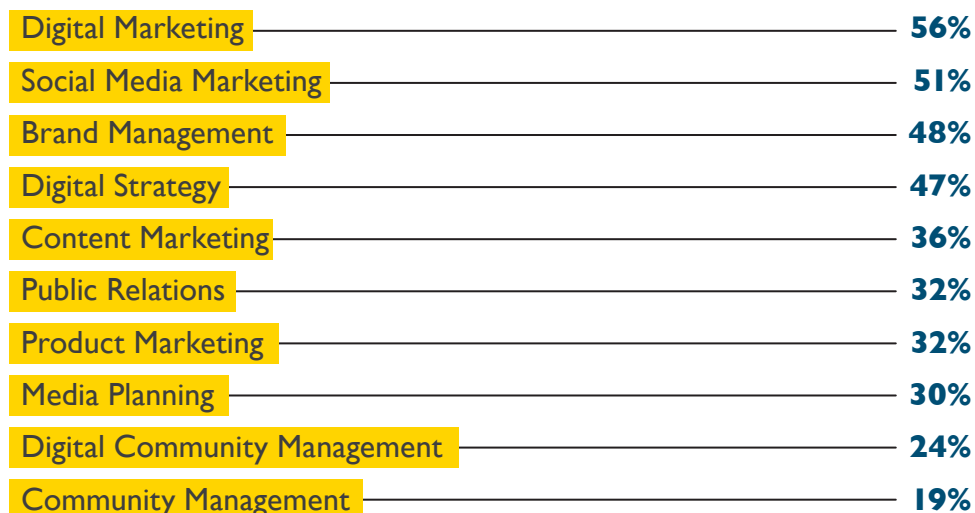 Digital Marketing 56%
Social Media Marketing 51%
Brand Management 48%
Digital Strategy 47%
Content Marketing 36%
Public Relations 32%
Product Marketing 32%
Media Planning 30%
Digital Community Management 24%
Community Management 19%